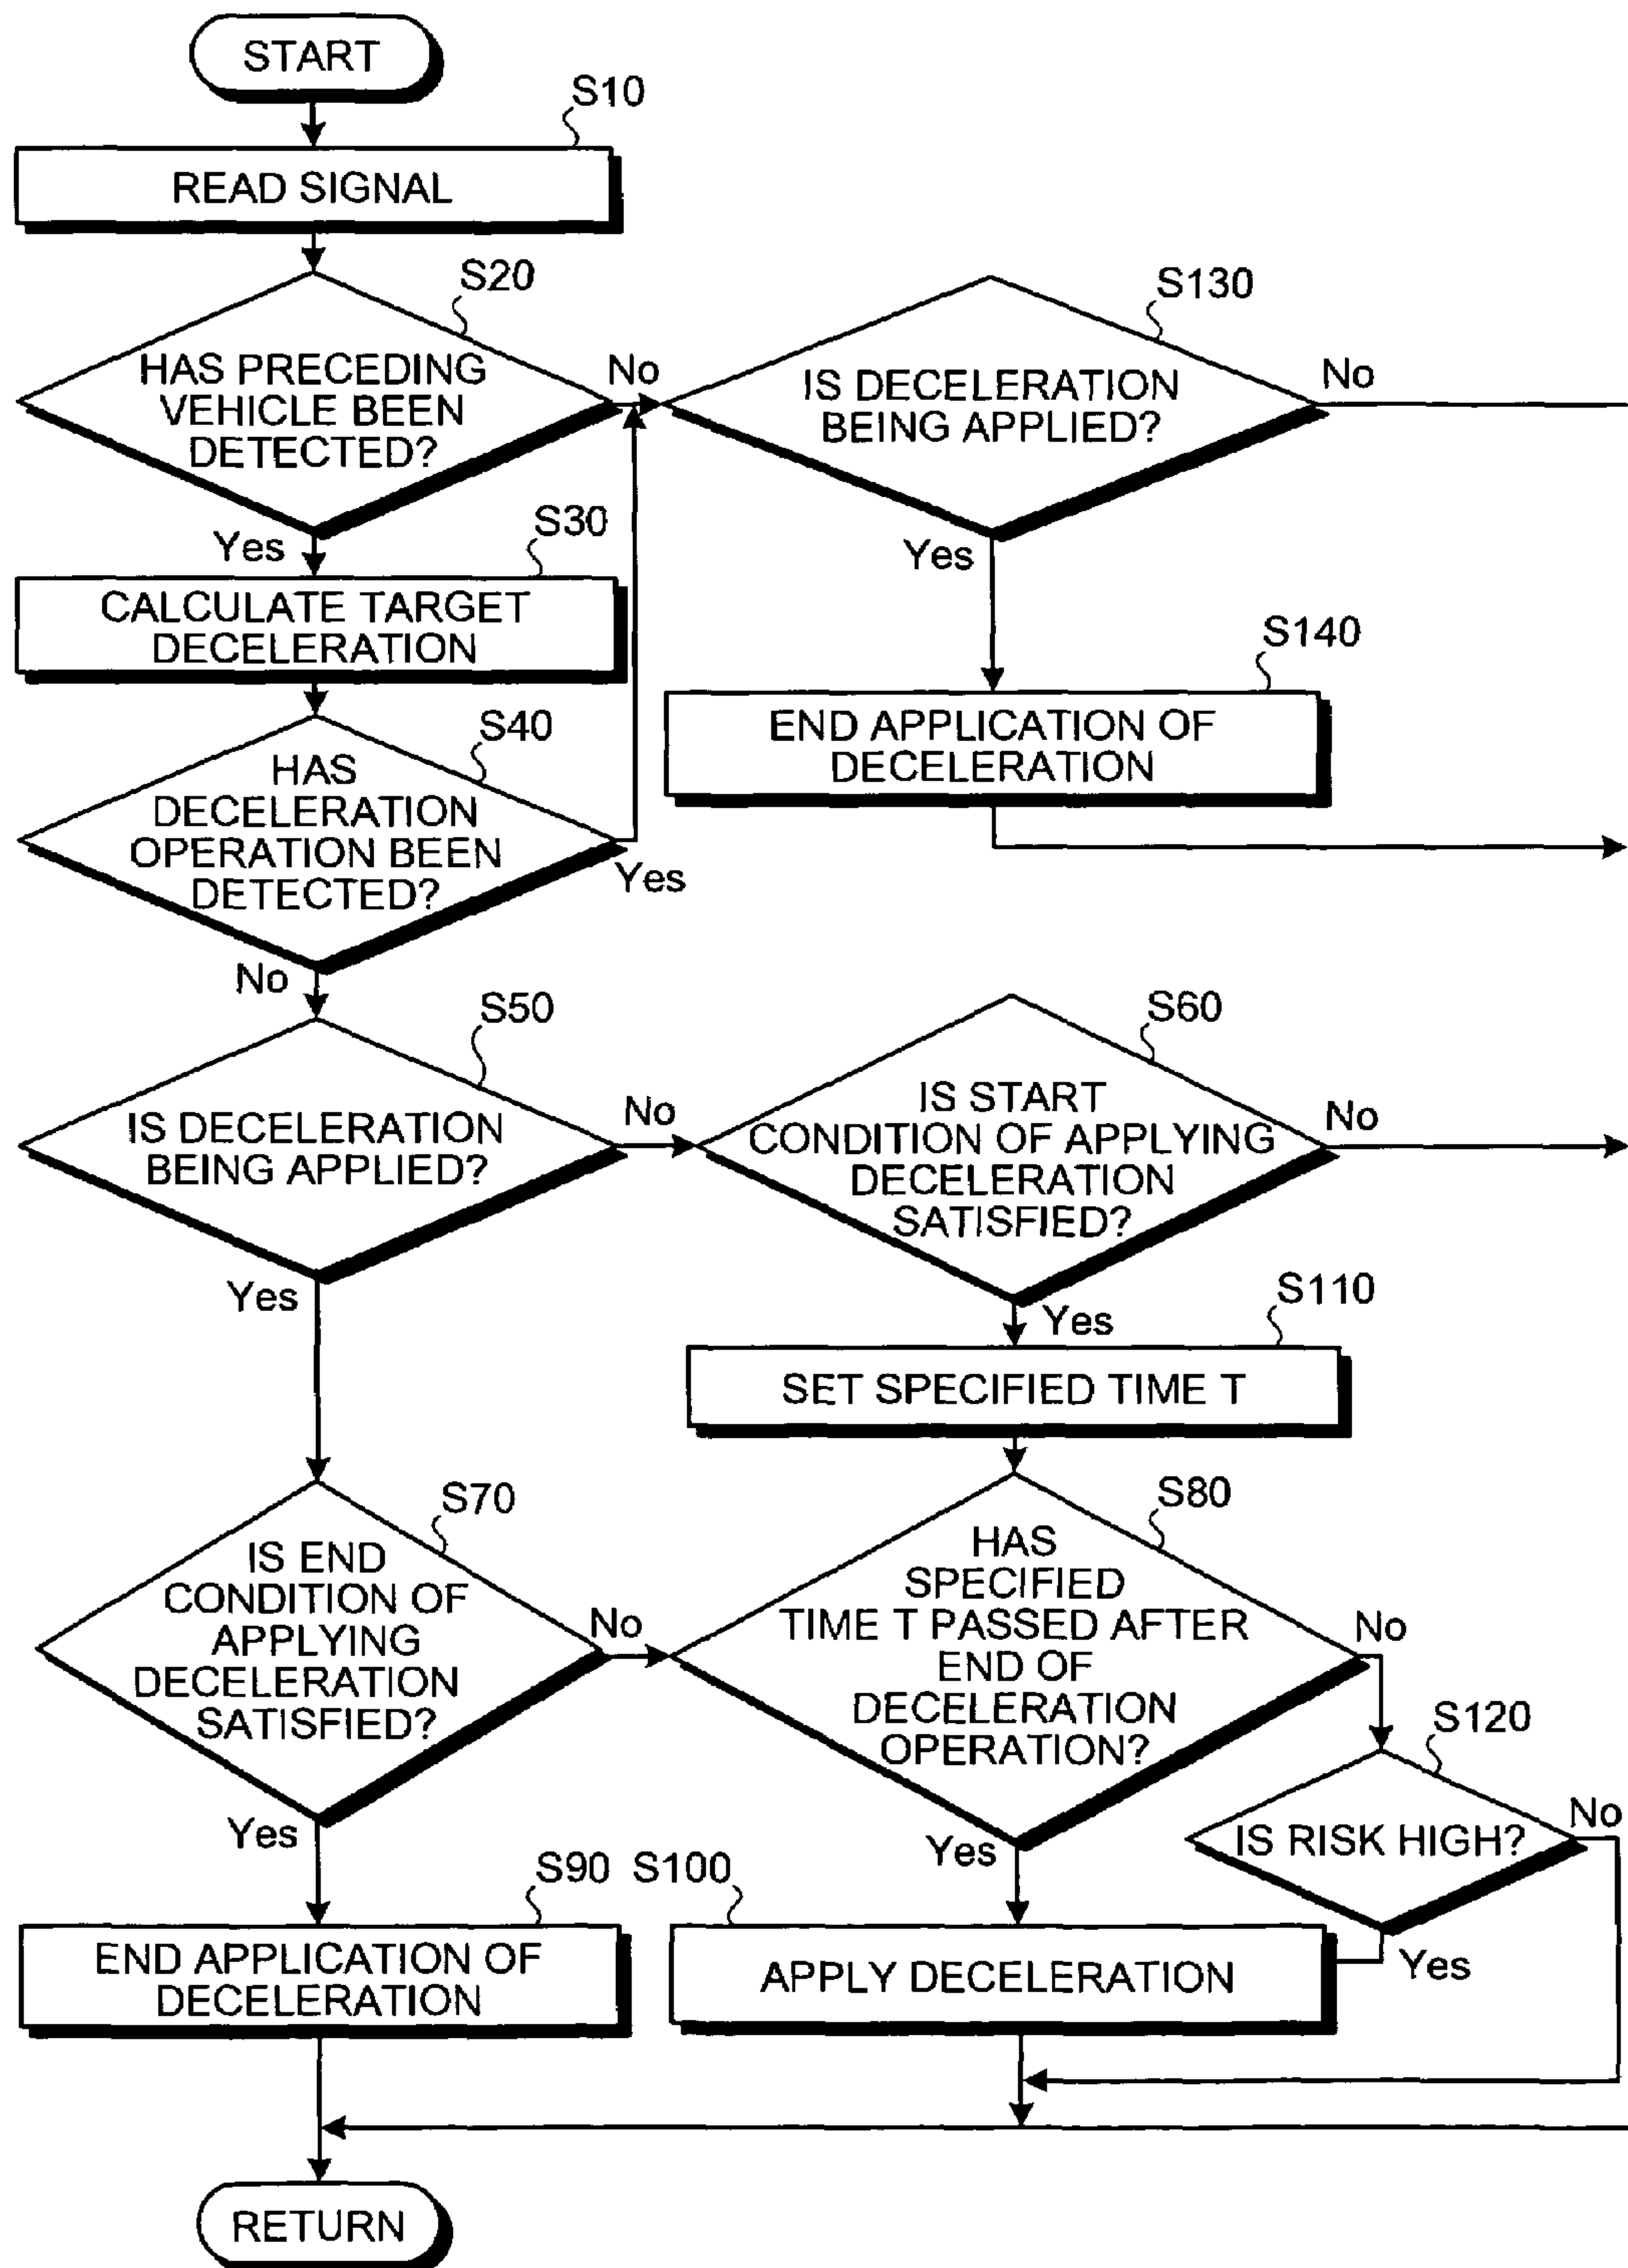 START
S10
READ SIGNAL
S20
HAS PRECEDING
VEHICLE BEEN
DETECTED?
No
Yes
S130
IS DECELERATION
BEING APPLIED?
No
Yes
S30
CALCULATE TARGET
DECELERATION
S140
END APPLICATION OF
DECELERATION
S40
HAS
DECELERATION
OPERATION BEEN
DETECTED?
Yes
No
S50
IS DECELERATION
BEING APPLIED?
No
Yes
S60
IS START
CONDITION OF APPLYING
DECELERATION
SATISFIED?
No
Yes
S110
SET SPECIFIED TIME T
S70
IS END
CONDITION OF
APPLYING
DECELERATION
SATISFIED?
No
Yes
S80
HAS
SPECIFIED
TIME T PASSED AFTER
END OF
DECELERATION
OPERATION?
No
Yes
S120
IS RISK HIGH?
No
Yes
S90
END APPLICATION OF
DECELERATION
S100
APPLY DECELERATION
RETURN